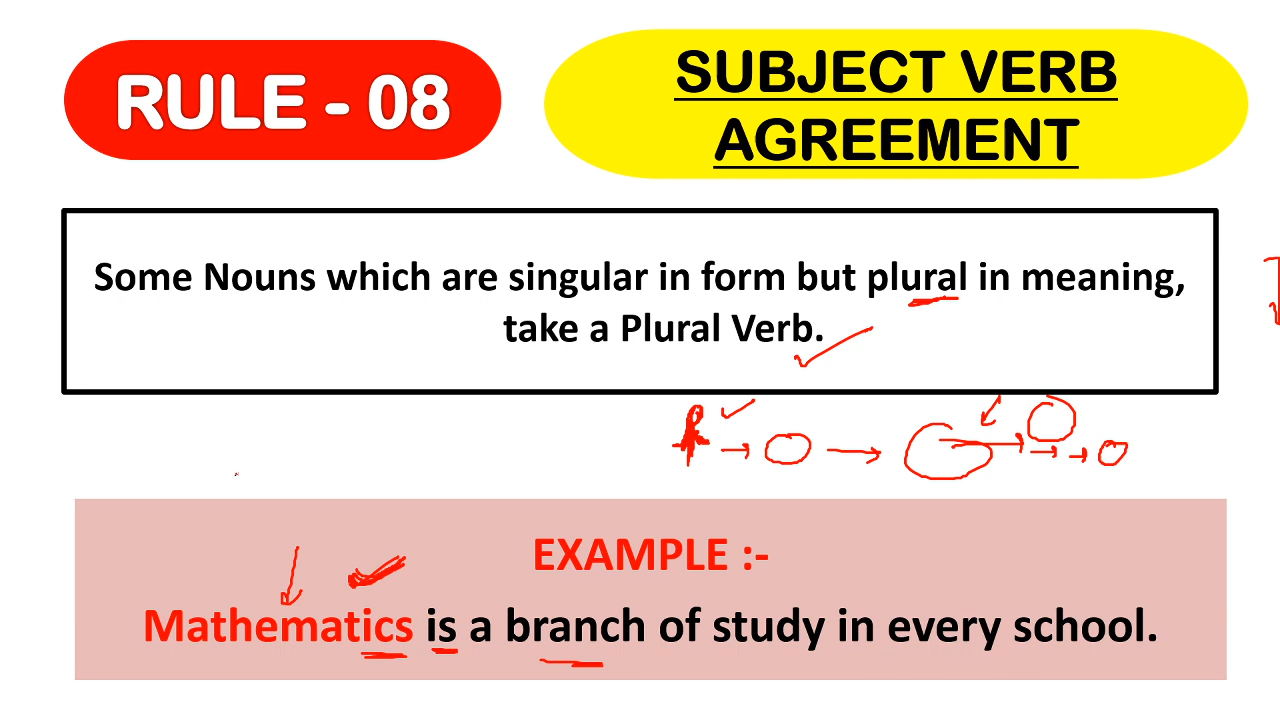 RULE - 08
SUBJECT VERB
AGREEMENT
Some Nouns which are singular in form but plural in meaning,
take a Plural Verb.
EXAMPLE :-
Mathematics is a branch of study in every school.